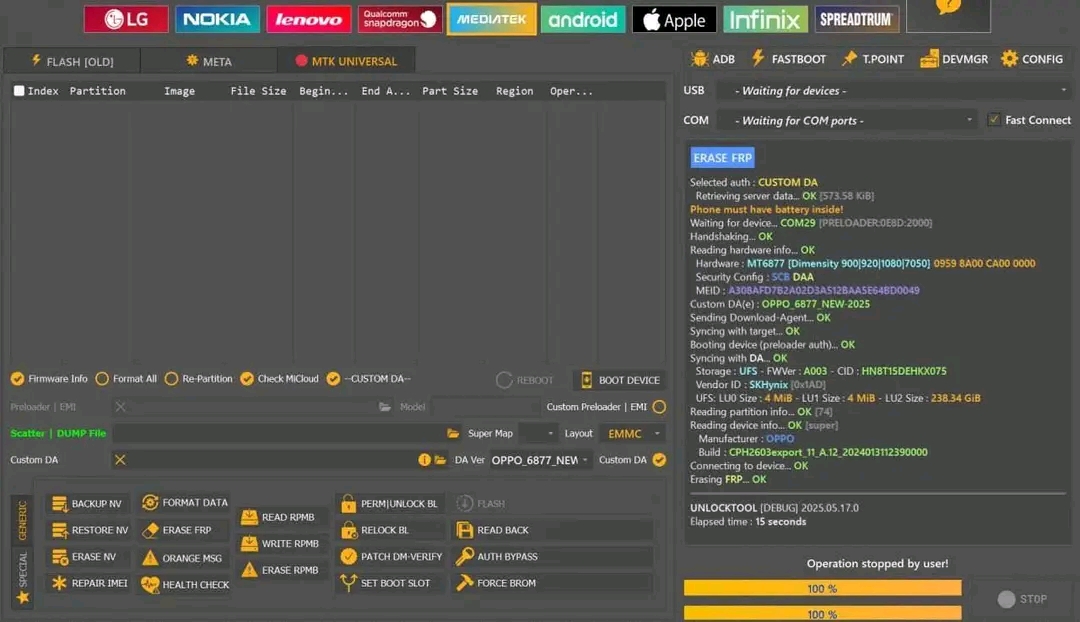 LG NOKIA lenovo Qualcomm snapdragon MEDIATEK android Apple Infinix SPREADTRUM ?
FLASH [OLD] META MTK UNIVERSAL
Index Partition Image File Size Begin... End A... Part Size Region Oper...
Firmware Info Format All Re-Partition Check MiCloud --CUSTOM DA-- REBOOT BOOT DEVICE
Preloader | EMI Model Custom Preloader | EMI
Scatter | DUMP File Super Map Layout EMMC
Custom DA DA Ver OPPO_6877_NEW Custom DA
GENERIC
SPECIAL
BACKUP NV FORMAT DATA READ RPMB PERM|UNLOCK BL FLASH
RESTORE NV ERASE FRP WRITE RPMB RELOCK BL READ BACK
ERASE NV ORANGE MSG ERASE RPMB PATCH DM-VERIFY AUTH BYPASS
REPAIR IMEI HEALTH CHECK SET BOOT SLOT FORCE BROM
ADB FASTBOOT T.POINT DEVMGR CONFIG
USB - Waiting for devices -
COM - Waiting for COM ports - Fast Connect
ERASE FRP
Selected auth : CUSTOM DA
Retrieving server data... OK [573.58 KiB]
Phone must have battery inside!
Waiting for device... COM29 [PRELOADER:0E8D:2000]
Handshaking... OK
Reading hardware info... OK
Hardware : MT6877 [Dimensity 900|920|1080|7050] 0959 8A00 CA00 0000
Security Config : SCB DAA
MEID : A308AFD7B2A02D3A512BAA5E64BD0049
Custom DA(e) : OPPO_6877_NEW-2025
Sending Download-Agent... OK
Syncing with target... OK
Booting device (preloader auth)... OK
Syncing with DA... OK
Storage : UFS - FWVer : A003 - CID : HN8T15DEHKX075
Vendor ID : SKHynix [0x1AD]
UFS: LU0 Size : 4 MiB - LU1 Size : 4 MiB - LU2 Size : 238.34 GiB
Reading partition info... OK [74]
Reading device info... OK [super]
Manufacturer : OPPO
Build : CPH2603export_11_A.12_2024013112390000
Connecting to device... OK
Erasing FRP... OK
UNLOCKTOOL [DEBUG] 2025.05.17.0
Elapsed time : 15 seconds
Operation stopped by user!
100 %
100 %
STOP